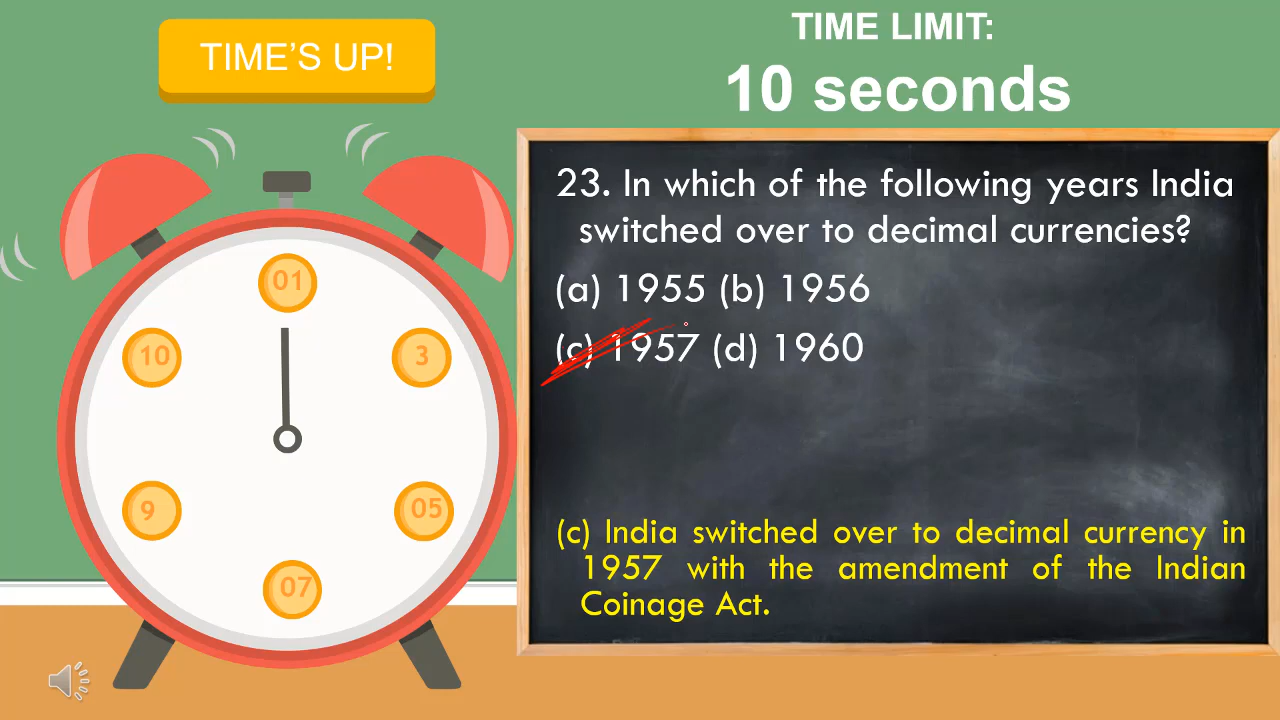 TIME'S UP!
TIME LIMIT:
10 seconds
01
10
3
9
05
07
23. In which of the following years India
switched over to decimal currencies?
(a) 1955 (b) 1956
(c) 1957 (d) 1960
(c) India switched over to decimal currency in
1957 with the amendment of the Indian
Coinage Act.